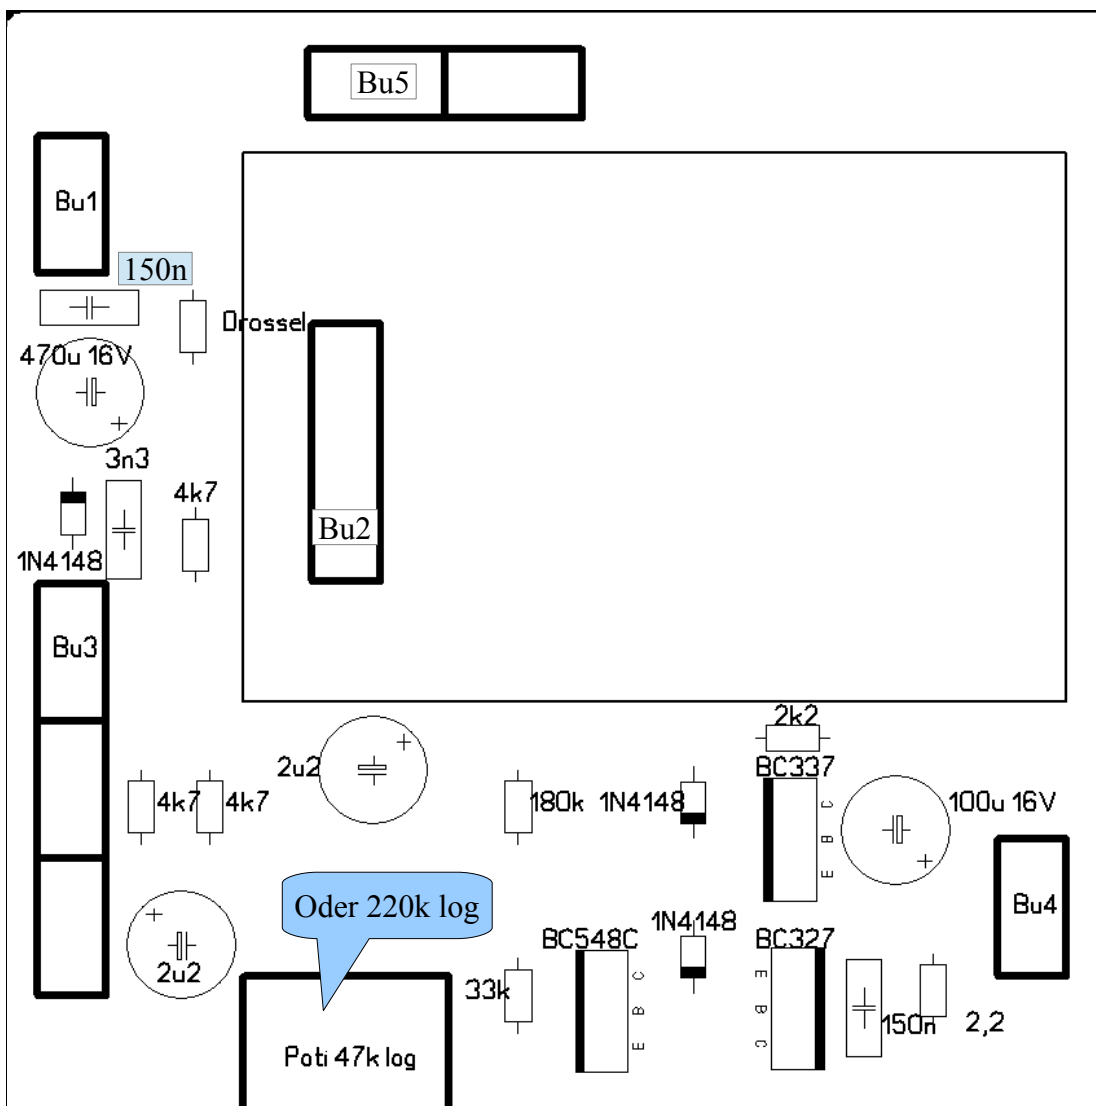 Bu5
Bu1
150n
Drossel
470u 16V
3n3
4k7
Bu2
1N4148
Bu3
2k2
2u2
BC337
4k7
4k7
180k
1N4148
C
B
E
100u 16V
Oder 220k log
Bu4
1N4148
BC548C
BC327
2u2
33k
C
B
E
E
B
C
150n
2,2
Poti 47k log